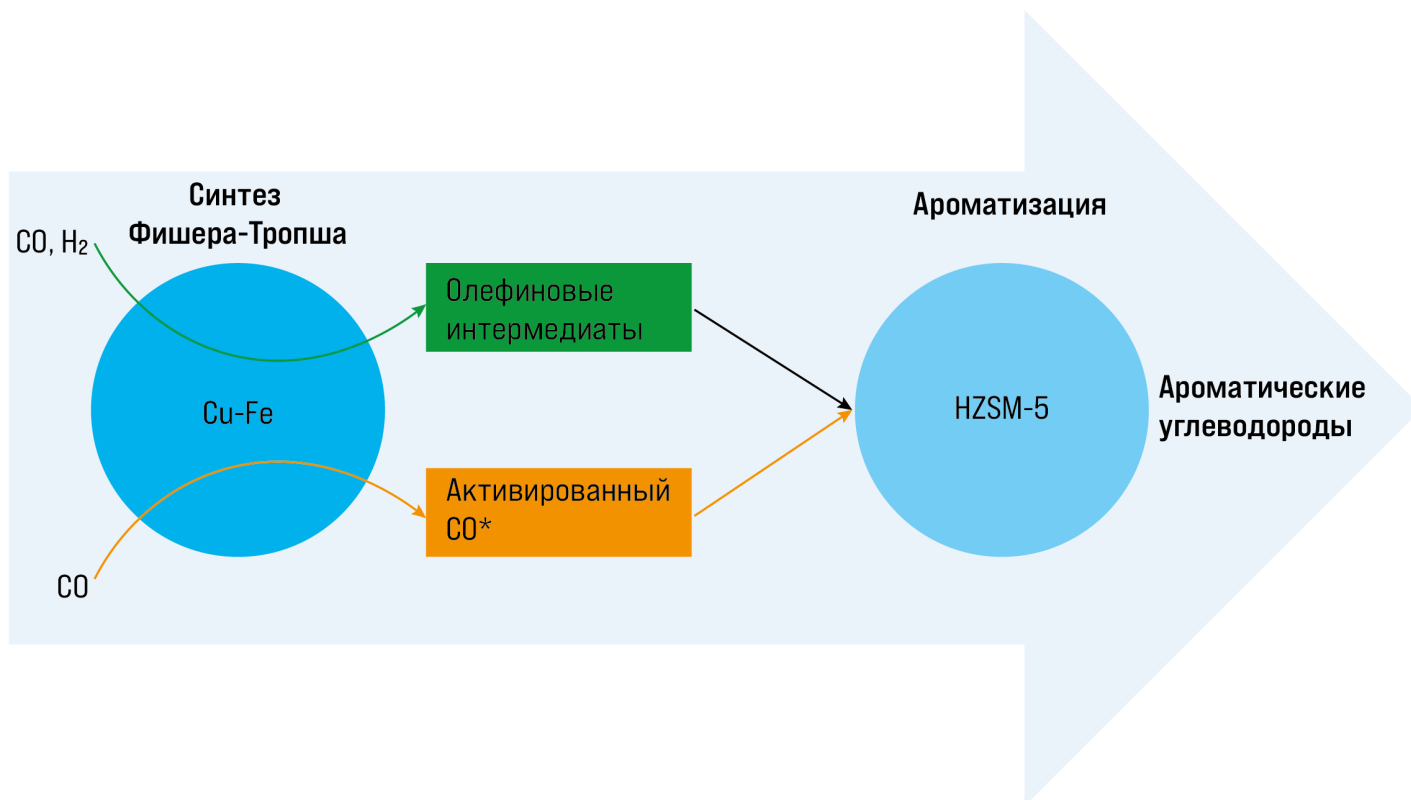 Синтез
Фишера-Тропша
CO, H₂
Cu-Fe
CO
Олефиновые
интермедиаты
Активированный
CO*
Ароматизация
HZSM-5
Ароматические
углеводороды